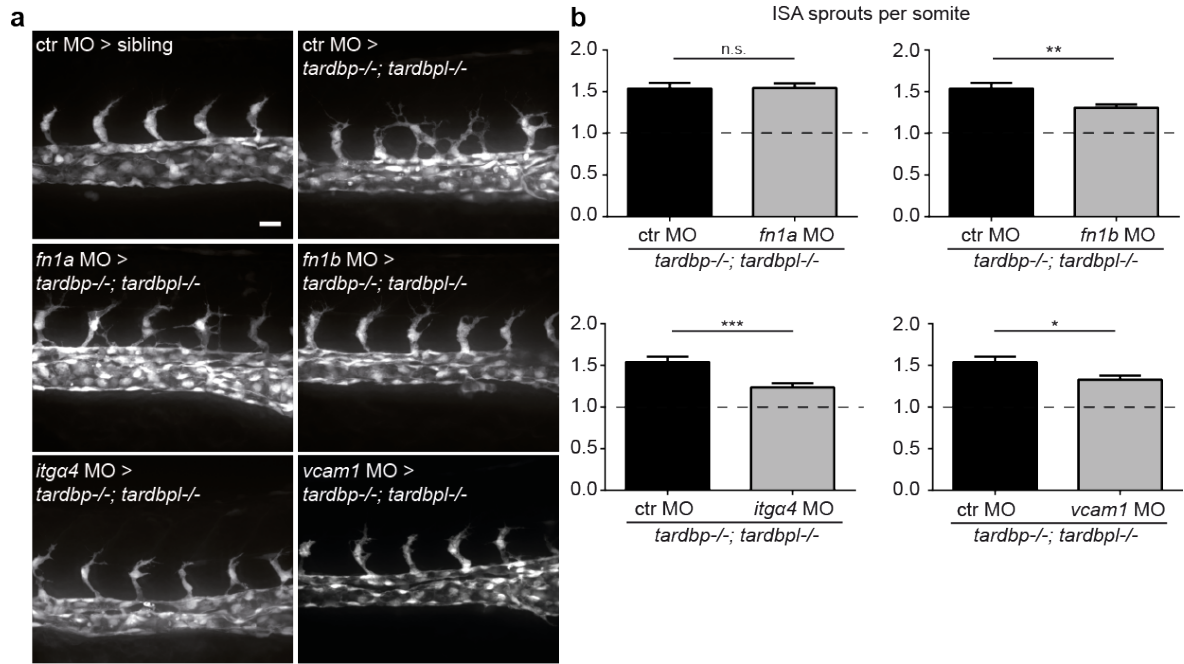 a
ctr MO > sibling
ctr MO >
tardbp-/-; tardbpl-/-
fn1a MO >
tardbp-/-; tardbpl-/-
fn1b MO >
tardbp-/-; tardbpl-/-
itgα4 MO >
tardbp-/-; tardbpl-/-
vcam1 MO >
tardbp-/-; tardbpl-/-
b
ISA sprouts per somite
2.0
1.5
1.0
0.5
0.0
n.s.
ctr MO
fn1a MO
tardbp-/-; tardbpl-/-
2.0
1.5
1.0
0.5
0.0
**
ctr MO
fn1b MO
tardbp-/-; tardbpl-/-
2.0
1.5
1.0
0.5
0.0
***
ctr MO
itgα4 MO
tardbp-/-; tardbpl-/-
2.0
1.5
1.0
0.5
0.0
*
ctr MO
vcam1 MO
tardbp-/-; tardbpl-/-